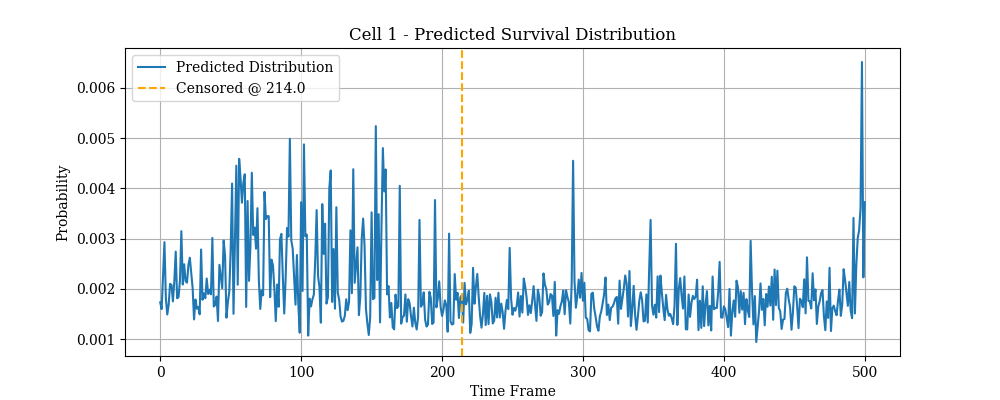 Cell 1 - Predicted Survival Distribution
Predicted Distribution
Censored @ 214.0
0.006
0.005
0.004
0.003
0.002
0.001
Probability
0
100
200
300
400
500
Time Frame